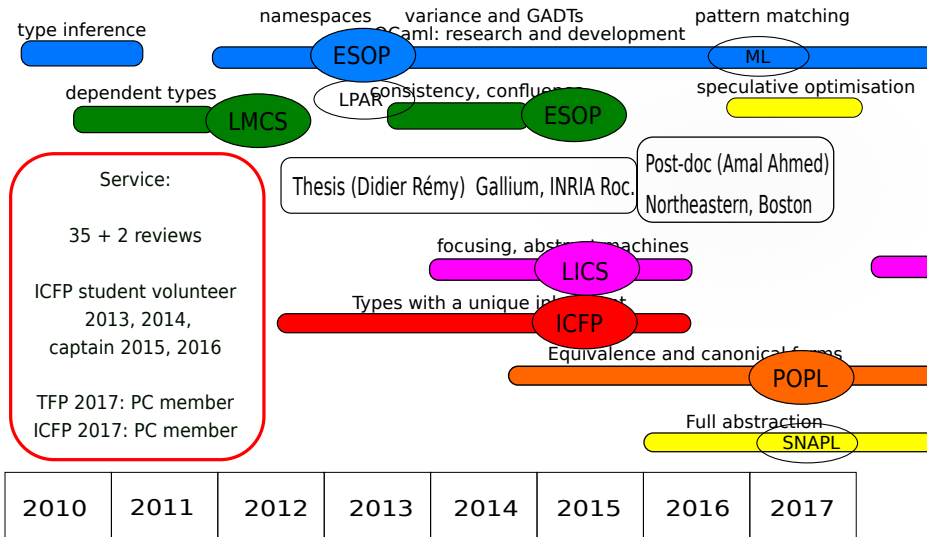 namespaces
variance and GADTs
pattern matching
type inference
OCaml: research and development
ESOP
ML
dependent types
LPAR
consistency, confluence
speculative optimisation
LMCS
ESOP
Service:
35 + 2 reviews
ICFP student volunteer
2013, 2014,
captain 2015, 2016
TFP 2017: PC member
ICFP 2017: PC member
Thesis (Didier Rémy) Gallium, INRIA Roc.
Post-doc (Amal Ahmed)
Northeastern, Boston
focusing, abstract machines
LICS
Types with a unique inhabitant
ICFP
Equivalence and canonical forms
POPL
Full abstraction
SNAPL
2010 2011 2012 2013 2014 2015 2016 2017